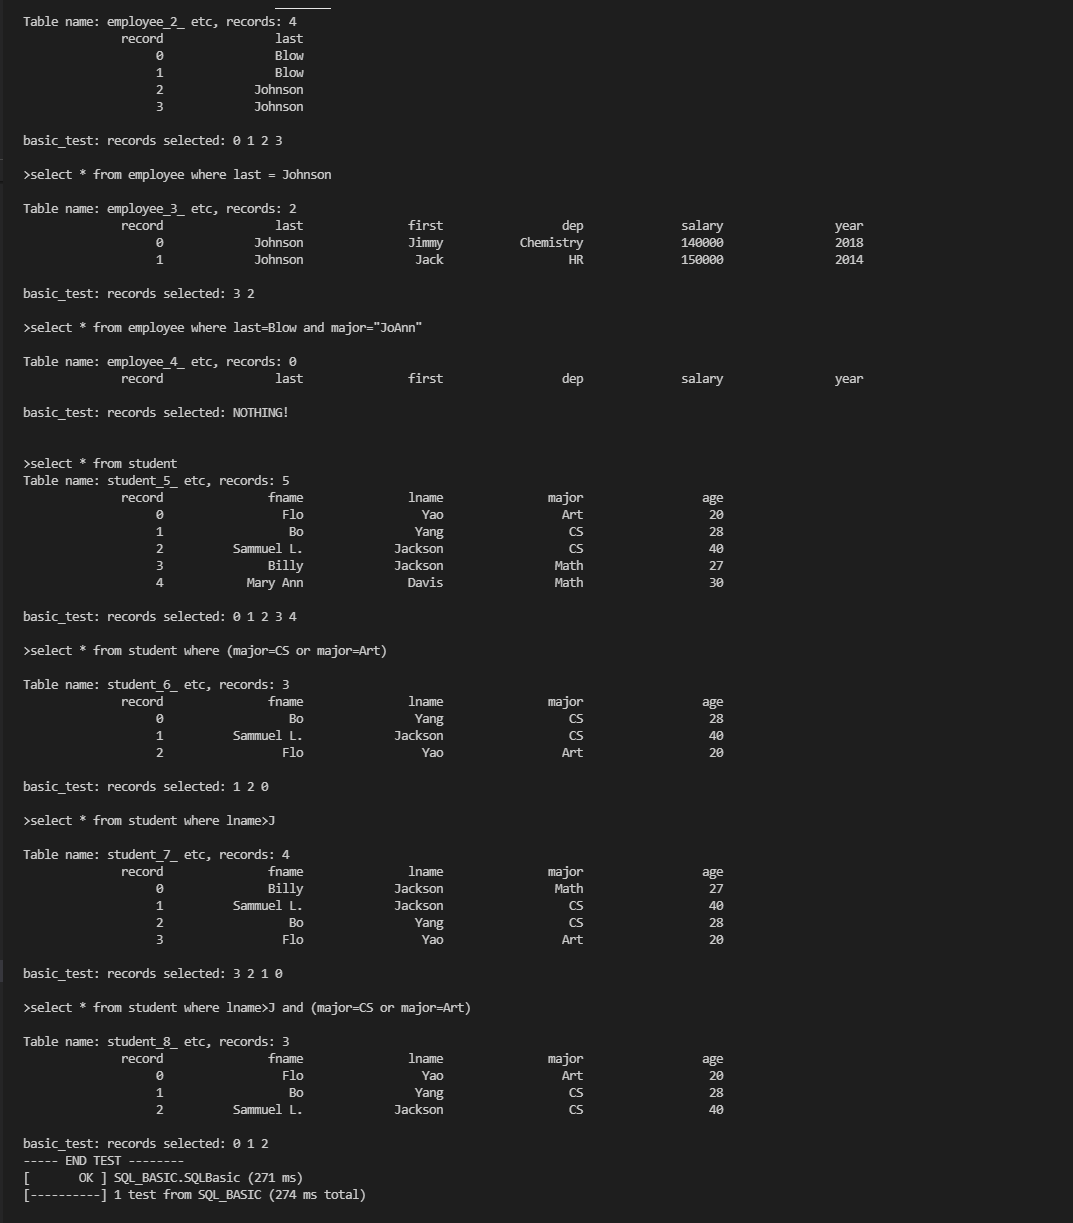 Table name: employee_2_ etc, records: 4
record last
0 Blow
1 Blow
2 Johnson
3 Johnson
basic_test: records selected: 0 1 2 3
>select * from employee where last = Johnson
Table name: employee_3_ etc, records: 2
record last first dep salary year
0 Johnson Jimmy Chemistry 140000 2018
1 Johnson Jack HR 150000 2014
basic_test: records selected: 3 2
>select * from employee where last=Blow and major="JoAnn"
Table name: employee_4_ etc, records: 0
record last first dep salary year
basic_test: records selected: NOTHING!
>select * from student
Table name: student_5_ etc, records: 5
record fname lname major age
0 Flo Yao Art 20
1 Bo Yang CS 28
2 Sammuel L. Jackson CS 40
3 Billy Jackson Math 27
4 Mary Ann Davis Math 30
basic_test: records selected: 0 1 2 3 4
>select * from student where (major=CS or major=Art)
Table name: student_6_ etc, records: 3
record fname lname major age
0 Bo Yang CS 28
1 Sammuel L. Jackson CS 40
2 Flo Yao Art 20
basic_test: records selected: 1 2 0
>select * from student where lname>J
Table name: student_7_ etc, records: 4
record fname lname major age
0 Billy Jackson Math 27
1 Sammuel L. Jackson CS 40
2 Bo Yang CS 28
3 Flo Yao Art 20
basic_test: records selected: 3 2 1 0
>select * from student where lname>J and (major=CS or major=Art)
Table name: student_8_ etc, records: 3
record fname lname major age
0 Flo Yao Art 20
1 Bo Yang CS 28
2 Sammuel L. Jackson CS 40
basic_test: records selected: 0 1 2
----- END TEST --------
[       OK ] SQL_BASIC.SQLBasic (271 ms)
[----------] 1 test from SQL_BASIC (274 ms total)